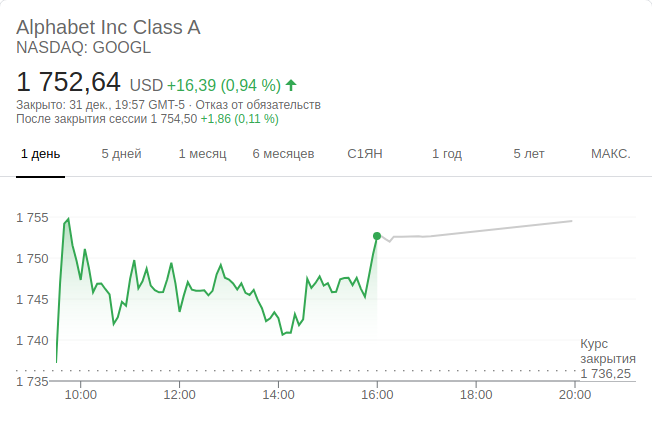 Alphabet Inc Class A
NASDAQ: GOOGL
1 752,64 USD +16,39 (0,94 %)
Закрыто: 31 дек., 19:57 GMT-5 · Отказ от обязательств
После закрытия сессии 1 754,50 +1,86 (0,11 %)
1 день 5 дней 1 месяц 6 месяцев С1ЯН 1 год 5 лет МАКС.
1 755
1 750
1 745
1 740
Курс
закрытия
1 736,25
1 735
10:00 12:00 14:00 16:00 18:00 20:00